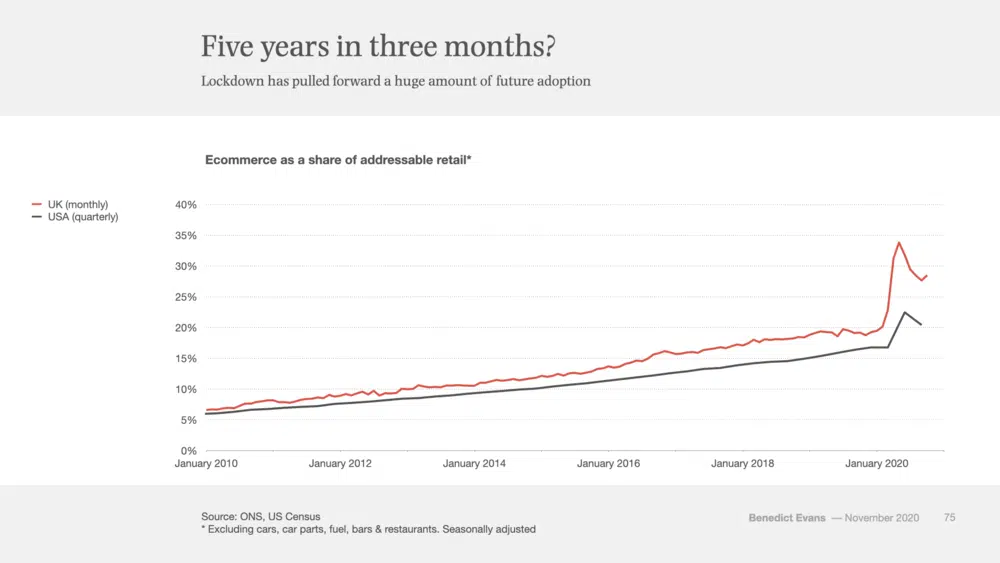 Five years in three months?
Lockdown has pulled forward a huge amount of future adoption
Ecommerce as a share of addressable retail*
UK (monthly)
USA (quarterly)
40%
35%
30%
25%
20%
15%
10%
5%
0%
January 2010
January 2012
January 2014
January 2016
January 2018
January 2020
Source: ONS, US Census
* Excluding cars, car parts, fuel, bars & restaurants. Seasonally adjusted
Benedict Evans — November 2020 75